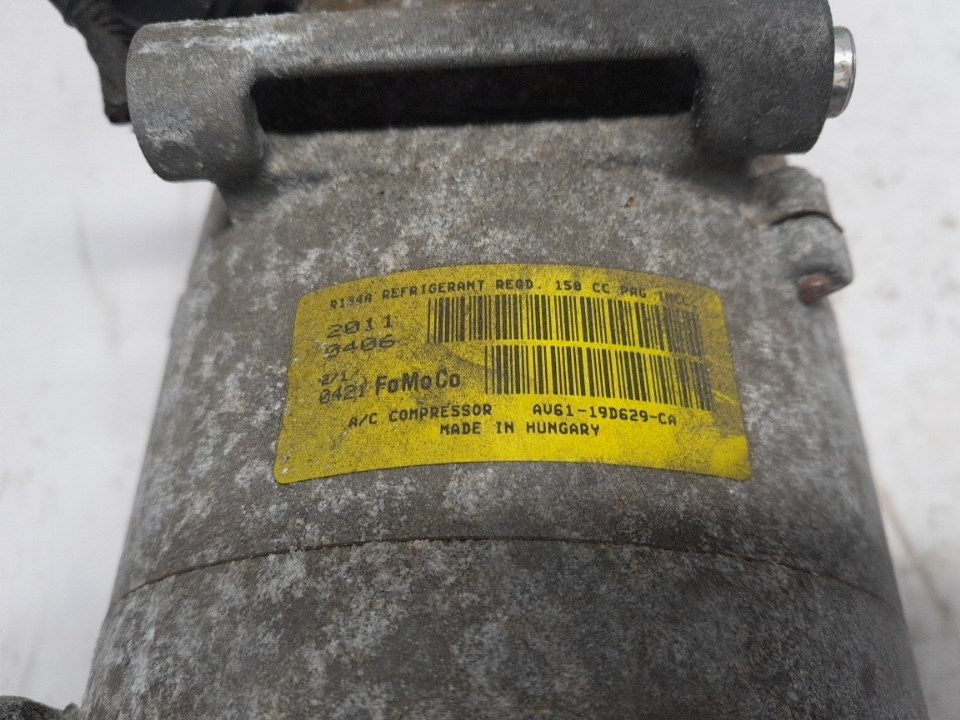 R134A REFRIGERANT REQD. 150 CC PAG INCL.
2011
0406
0421 FoMoCo
A/C COMPRESSOR AV61-19D629-CA
MADE IN HUNGARY